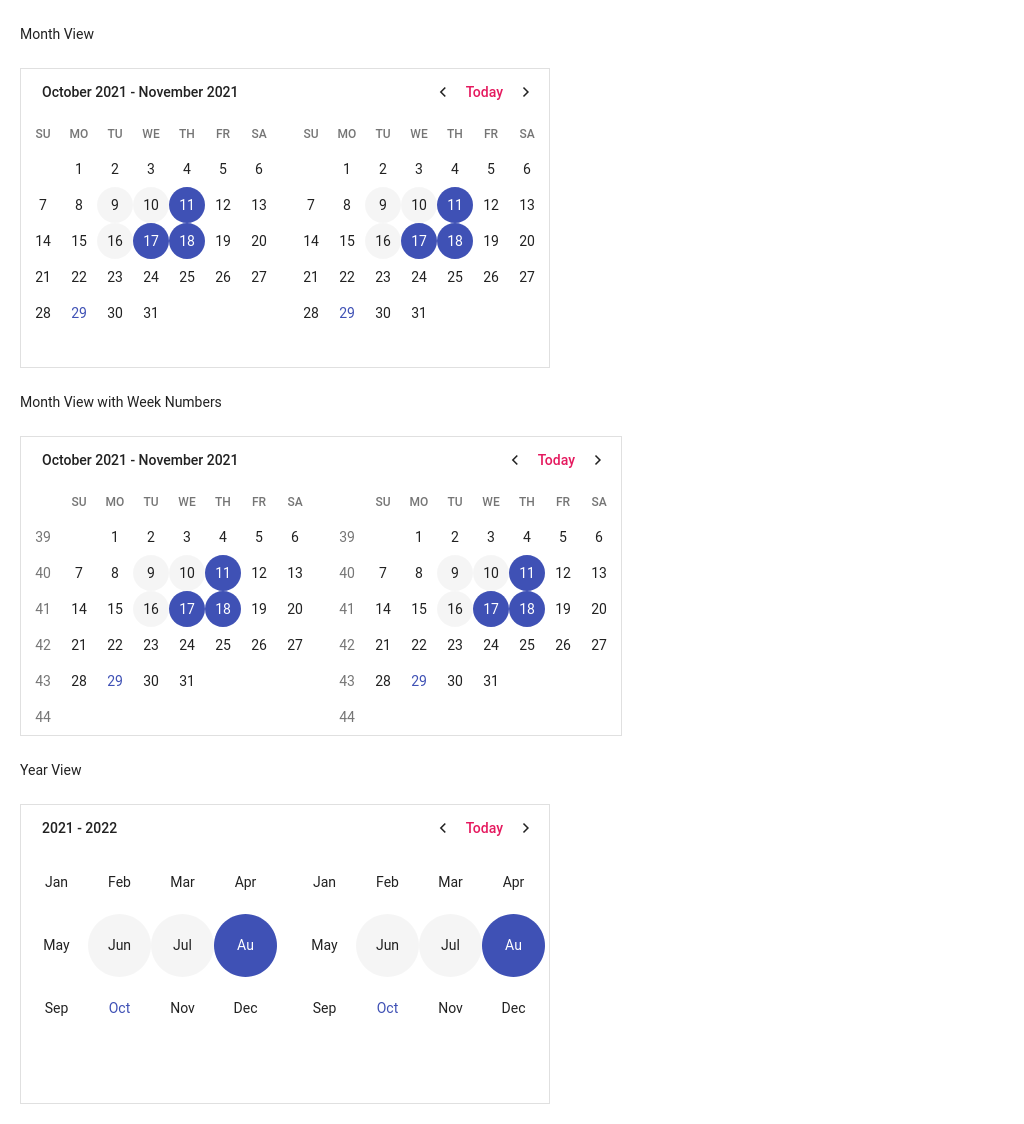 Month View
October 2021 - November 2021 Today
SU MO TU WE TH FR SA SU MO TU WE TH FR SA
1 2 3 4 5 6 1 2 3 4 5 6
7 8 9 10 11 12 13 7 8 9 10 11 12 13
14 15 16 17 18 19 20 14 15 16 17 18 19 20
21 22 23 24 25 26 27 21 22 23 24 25 26 27
28 29 30 31 28 29 30 31
Month View with Week Numbers
October 2021 - November 2021 Today
SU MO TU WE TH FR SA SU MO TU WE TH FR SA
39 1 2 3 4 5 6 39 1 2 3 4 5 6
40 7 8 9 10 11 12 13 40 7 8 9 10 11 12 13
41 14 15 16 17 18 19 20 41 14 15 16 17 18 19 20
42 21 22 23 24 25 26 27 42 21 22 23 24 25 26 27
43 28 29 30 31 43 28 29 30 31
44 44
Year View
2021 - 2022 Today
Jan Feb Mar Apr Jan Feb Mar Apr
May Jun Jul Au May Jun Jul Au
Sep Oct Nov Dec Sep Oct Nov Dec